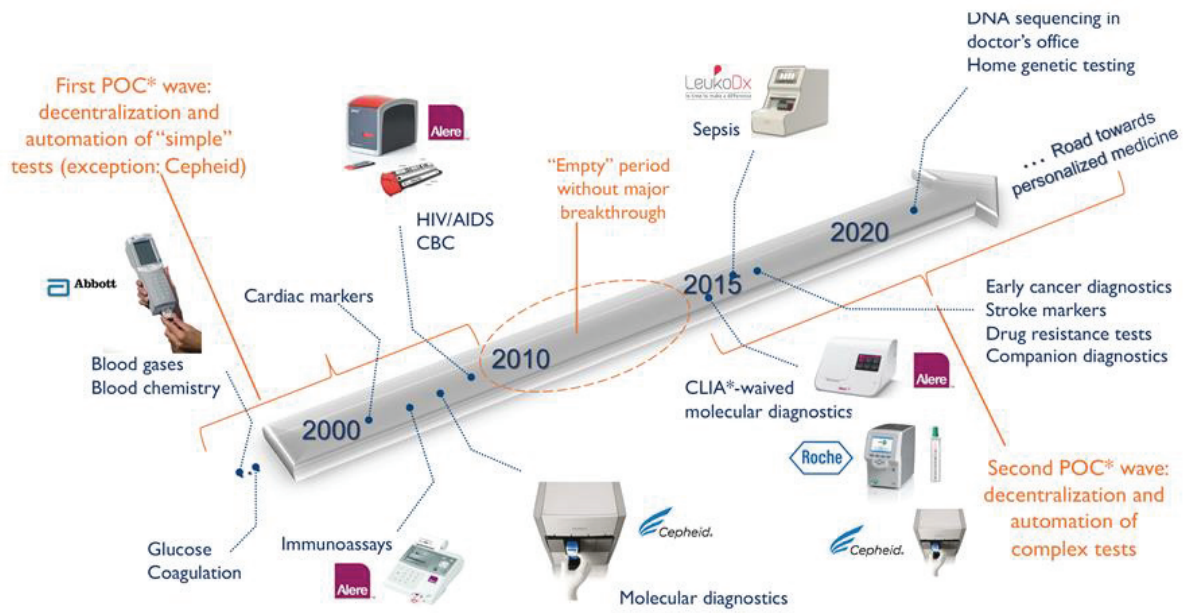 DNA sequencing in
doctor's office
Home genetic testing
First POC* wave:
decentralization and
automation of "simple"
tests (exception: Cepheid)
Alere
LeukoDx
Sepsis
... Road towards
personalized medicine
"Empty" period
without major
breakthrough
HIV/AIDS
CBC
Abbott
Cardiac markers
Blood gases
Blood chemistry
2000
2010
2015
2020
Early cancer diagnostics
Stroke markers
Drug resistance tests
Companion diagnostics
CLIA*-waived
molecular diagnostics
Alere
Roche
Second POC* wave:
decentralization and
automation of
complex tests
Glucose
Coagulation
Immunoassays
Alere
Cepheid.
Molecular diagnostics
Cepheid.